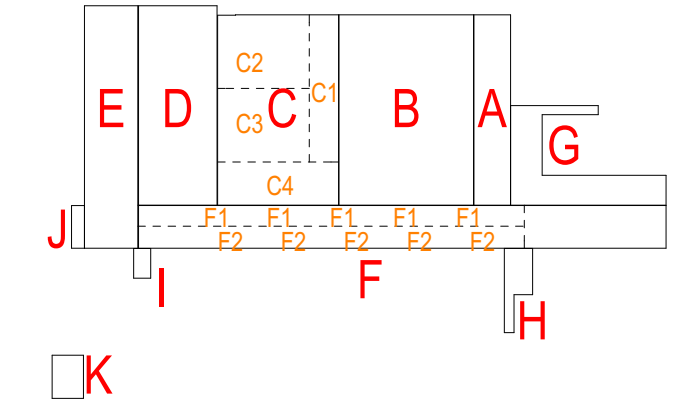 C2
E D C3 C C1 B A
G
C4
J F1 F1 F1 F1 F1
F2 F2 F2 F2 F2
I F
H
K